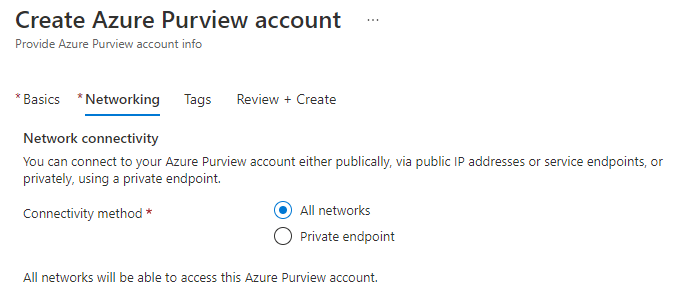 Create Azure Purview account ...
Provide Azure Purview account info
* Basics * Networking Tags Review + Create
Network connectivity
You can connect to your Azure Purview account either publically, via public IP addresses or service endpoints, or
privately, using a private endpoint.
Connectivity method * All networks
Private endpoint
All networks will be able to access this Azure Purview account.